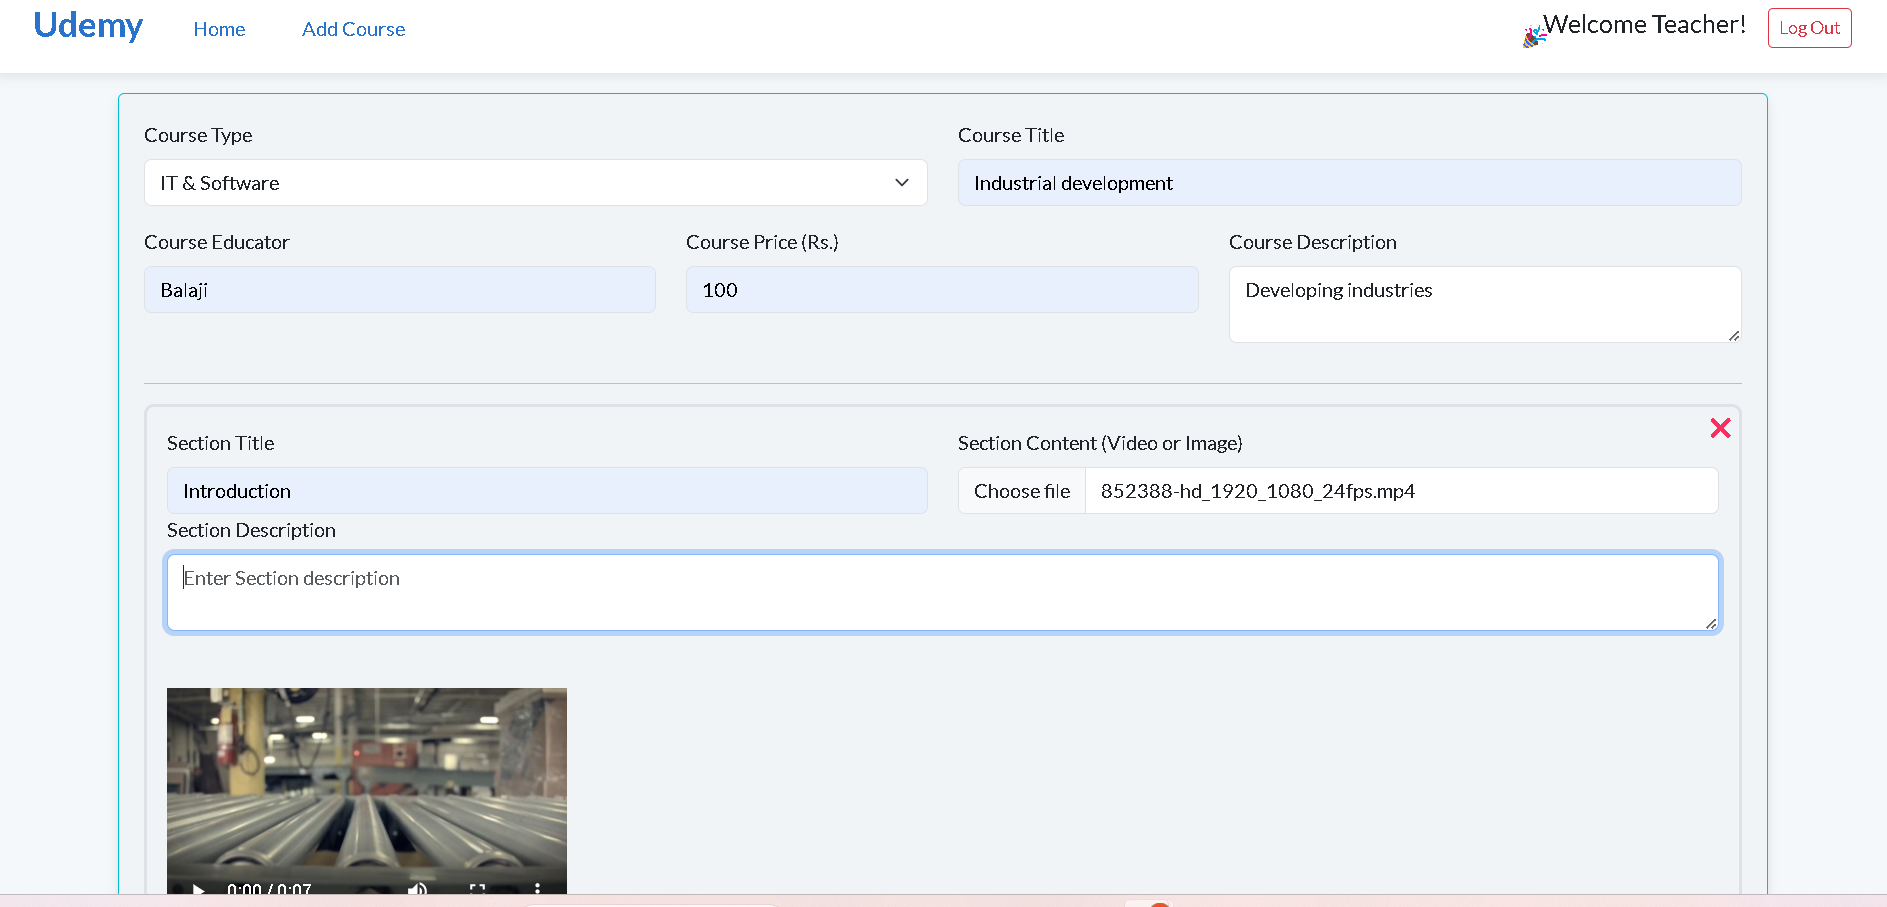 Udemy Home Add Course 🎉Welcome Teacher! Log Out
Course Type Course Title
IT & Software Industrial development
Course Educator Course Price (Rs.) Course Description
Balaji 100 Developing industries
Section Title Section Content (Video or Image)
Introduction Choose file 852388-hd_1920_1080_24fps.mp4
Section Description
Enter Section description
0:00 / 0:07